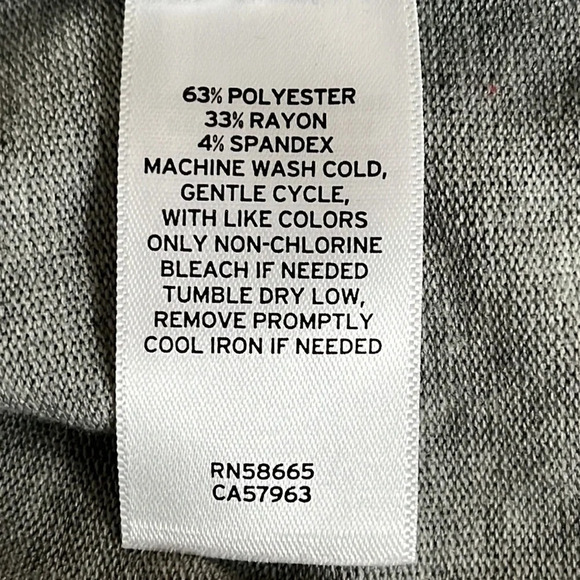 63% POLYESTER
33% RAYON
4% SPANDEX
MACHINE WASH COLD,
GENTLE CYCLE,
WITH LIKE COLORS
ONLY NON-CHLORINE
BLEACH IF NEEDED
TUMBLE DRY LOW,
REMOVE PROMPTLY
COOL IRON IF NEEDED
RN58665
CA57963